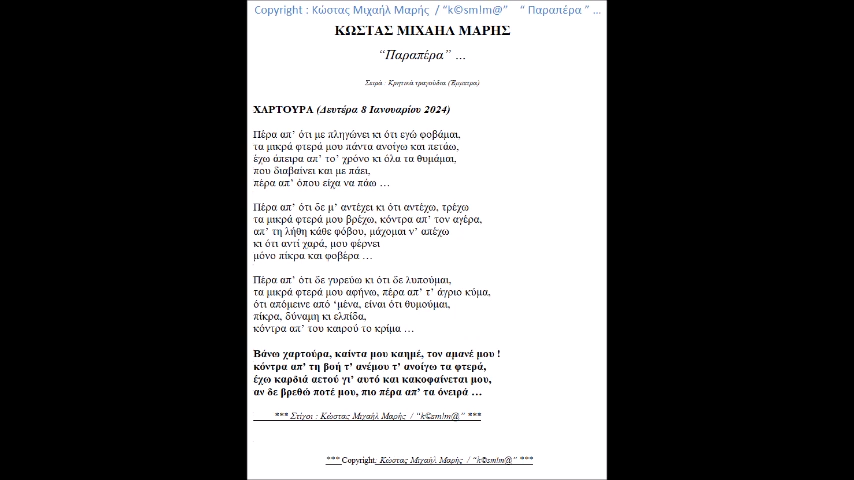 Copyright : Κώστας Μιχαήλ Μαρής / “k©sm!m@” “ Παραπέρα ” ...
ΚΩΣΤΑΣ ΜΙΧΑΗΛ ΜΑΡΗΣ
“Παραπέρα” ...
Σειρά : Κρητικά τραγούδια (Έμμετρα)
ΧΑΡΤΟΥΡΑ (Δευτέρα 8 Ιανουαρίου 2024)
Πέρα απ’ ότι με πληγώνει κι ότι εγώ φοβάμαι,
τα μικρά φτερά μου πάντα ανοίγω και πετάω,
έχω άπειρα απ’ το’ χρόνο κι όλα τα θυμάμαι,
που διαβαίνει και με πάει,
πέρα απ’ όπου είχα να πάω ...
Πέρα απ’ ότι δε μ’ αντέχει κι ότι αντέχω, τρέχω
τα μικρά φτερά μου βρέχω, κόντρα απ’ τον αγέρα,
απ’ τη λήθη κάθε φόβου, μάχομαι ν’ απέχω
κι ότι αντί χαρά, μου φέρνει
μόνο πίκρα και φοβέρα ...
Πέρα απ’ ότι δε γυρεύω κι ότι δε λυπούμαι,
τα μικρά φτερά μου αφήνω, πέρα απ’ τ’ άγριο κύμα,
ότι απόμεινε από ‘μένα, είναι ότι θυμούμαι,
πίκρα, δύναμη κι ελπίδα,
κόντρα απ’ του καιρού το κρίμα ...
Βάνω χαρτούρα, καίντα μου καημέ, τον αμανέ μου !
κόντρα απ’ τη βοή τ’ ανέμου τ’ ανοίγω τα φτερά,
έχω καρδιά αετού γι’ αυτό και κακοφαίνεται μου,
αν δε βρεθώ ποτέ μου, πιο πέρα απ’ τα όνειρά ...
*** Στίχοι : Κώστας Μιχαήλ Μαρής / “k©sm!m@” ***
*** Copyright: Κώστας Μιχαήλ Μαρής / “k©sm!m@” ***